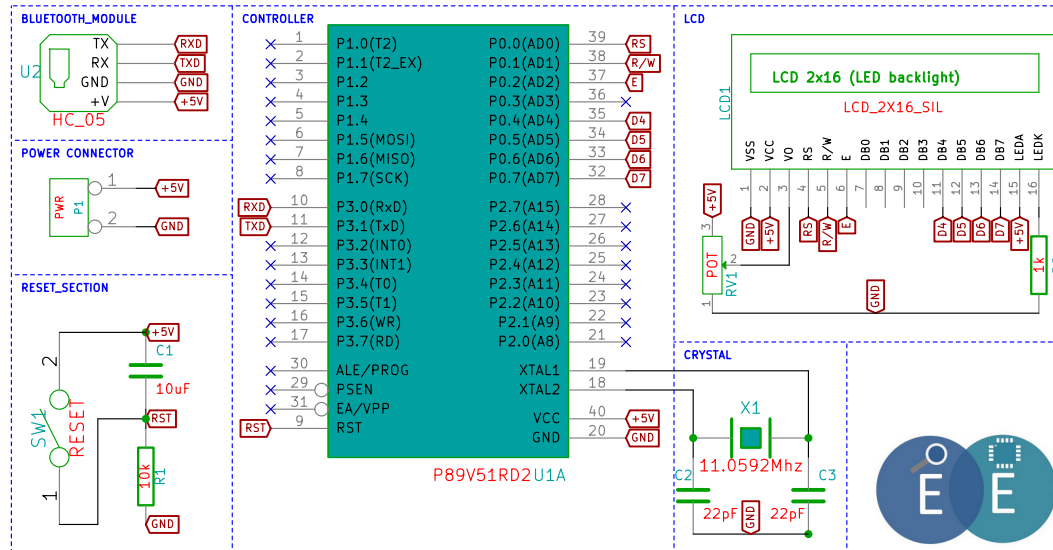 BLUETOOTH_MODULE
U2
TX
RX
GND
+V
RXD
TXD
GND
+5V
HC_05
POWER CONNECTOR
PWR
P1
1
2
+5V
GND
RESET_SECTION
2
1
SW1
RESET
+5V
C1
10uF
RST
10k
R1
GND
CONTROLLER
1 P1.0(T2)
2 P1.1(T2_EX)
3 P1.2
4 P1.3
5 P1.4
6 P1.5(MOSI)
7 P1.6(MISO)
8 P1.7(SCK)
RXD 10 P3.0(RxD)
TXD 11 P3.1(TxD)
12 P3.2(INT0)
13 P3.3(INT1)
14 P3.4(T0)
15 P3.5(T1)
16 P3.6(WR)
17 P3.7(RD)
30 ALE/PROG
29 PSEN
31 EA/VPP
RST 9 RST
P0.0(AD0) 39 RS
P0.1(AD1) 38 R/W
P0.2(AD2) 37 E
P0.3(AD3) 36
P0.4(AD4) 35 D4
P0.5(AD5) 34 D5
P0.6(AD6) 33 D6
P0.7(AD7) 32 D7
P2.7(A15) 28
P2.6(A14) 27
P2.5(A13) 26
P2.4(A12) 25
P2.3(A11) 24
P2.2(A10) 23
P2.1(A9) 22
P2.0(A8) 21
XTAL1 19
XTAL2 18
VCC 40 +5V
GND 20 GND
P89V51RD2 U1A
LCD
LCD1
LCD 2x16 (LED backlight)
LCD_2X16_SIL
VSS VCC VO RS R/W E DB0 DB1 DB2 DB3 DB4 DB5 DB6 DB7 LEDA LEDK
1 2 3 4 5 6 7 8 9 10 11 12 13 14 15 16
GND +5V RS R/W E D4 D5 D6 D7 +5V
+5V
3
POT
2
RV1
1
GND
1k
CRYSTAL
X1
11.0592Mhz
C2
C3
22pF
GND
22pF
E E